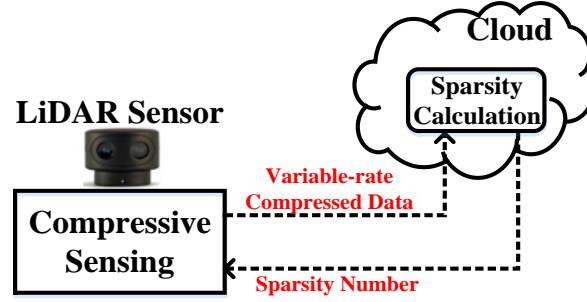 Cloud
Sparsity
Calculation
LiDAR Sensor
Variable-rate
Compressed Data
Compressive
Sensing
Sparsity Number